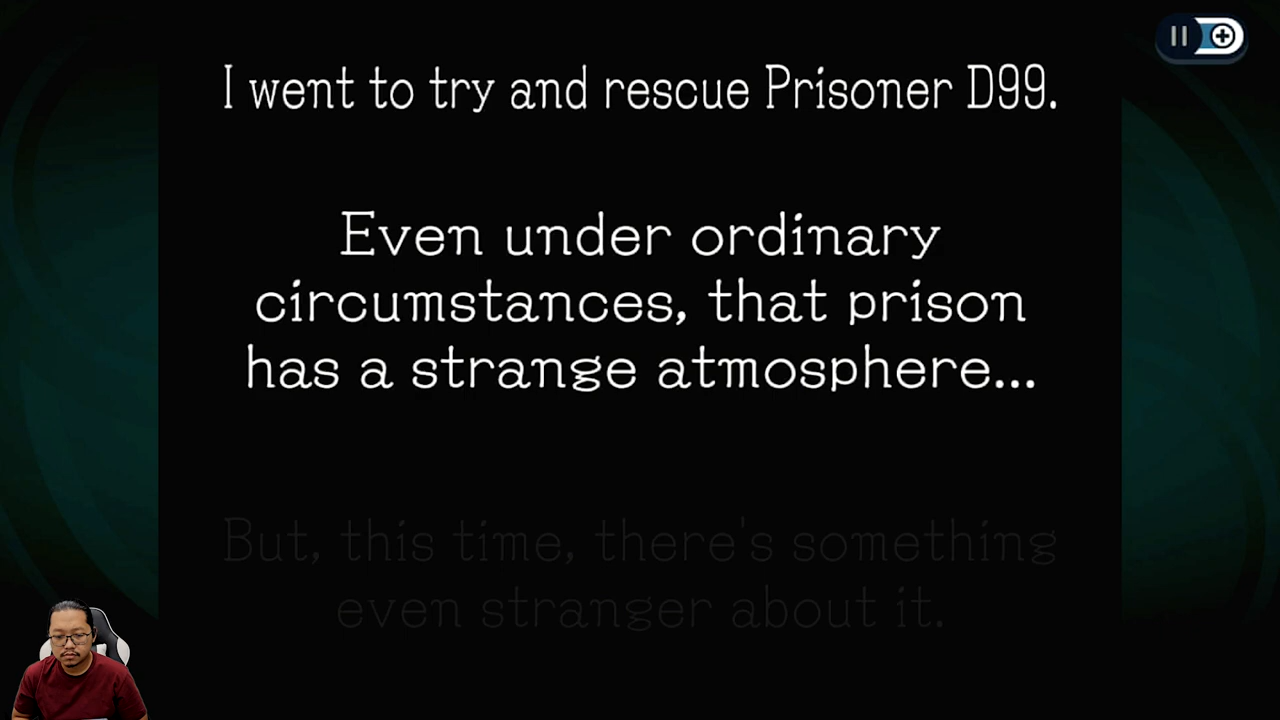 I went to try and rescue Prisoner D99.
Even under ordinary
circumstances, that prison
has a strange atmosphere...
But, this time, there's something
even stranger about it.